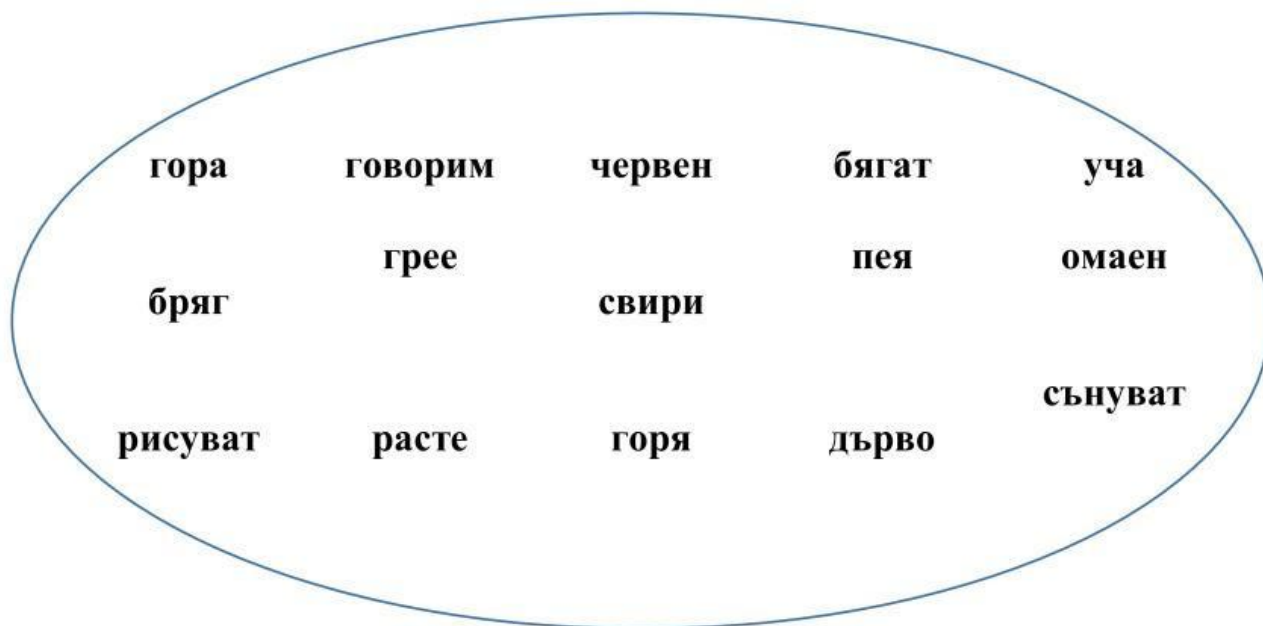 гора говорим червен бягат уча
грее пея омаен
бряг свири
сънуват
рисуват расте горя дърво